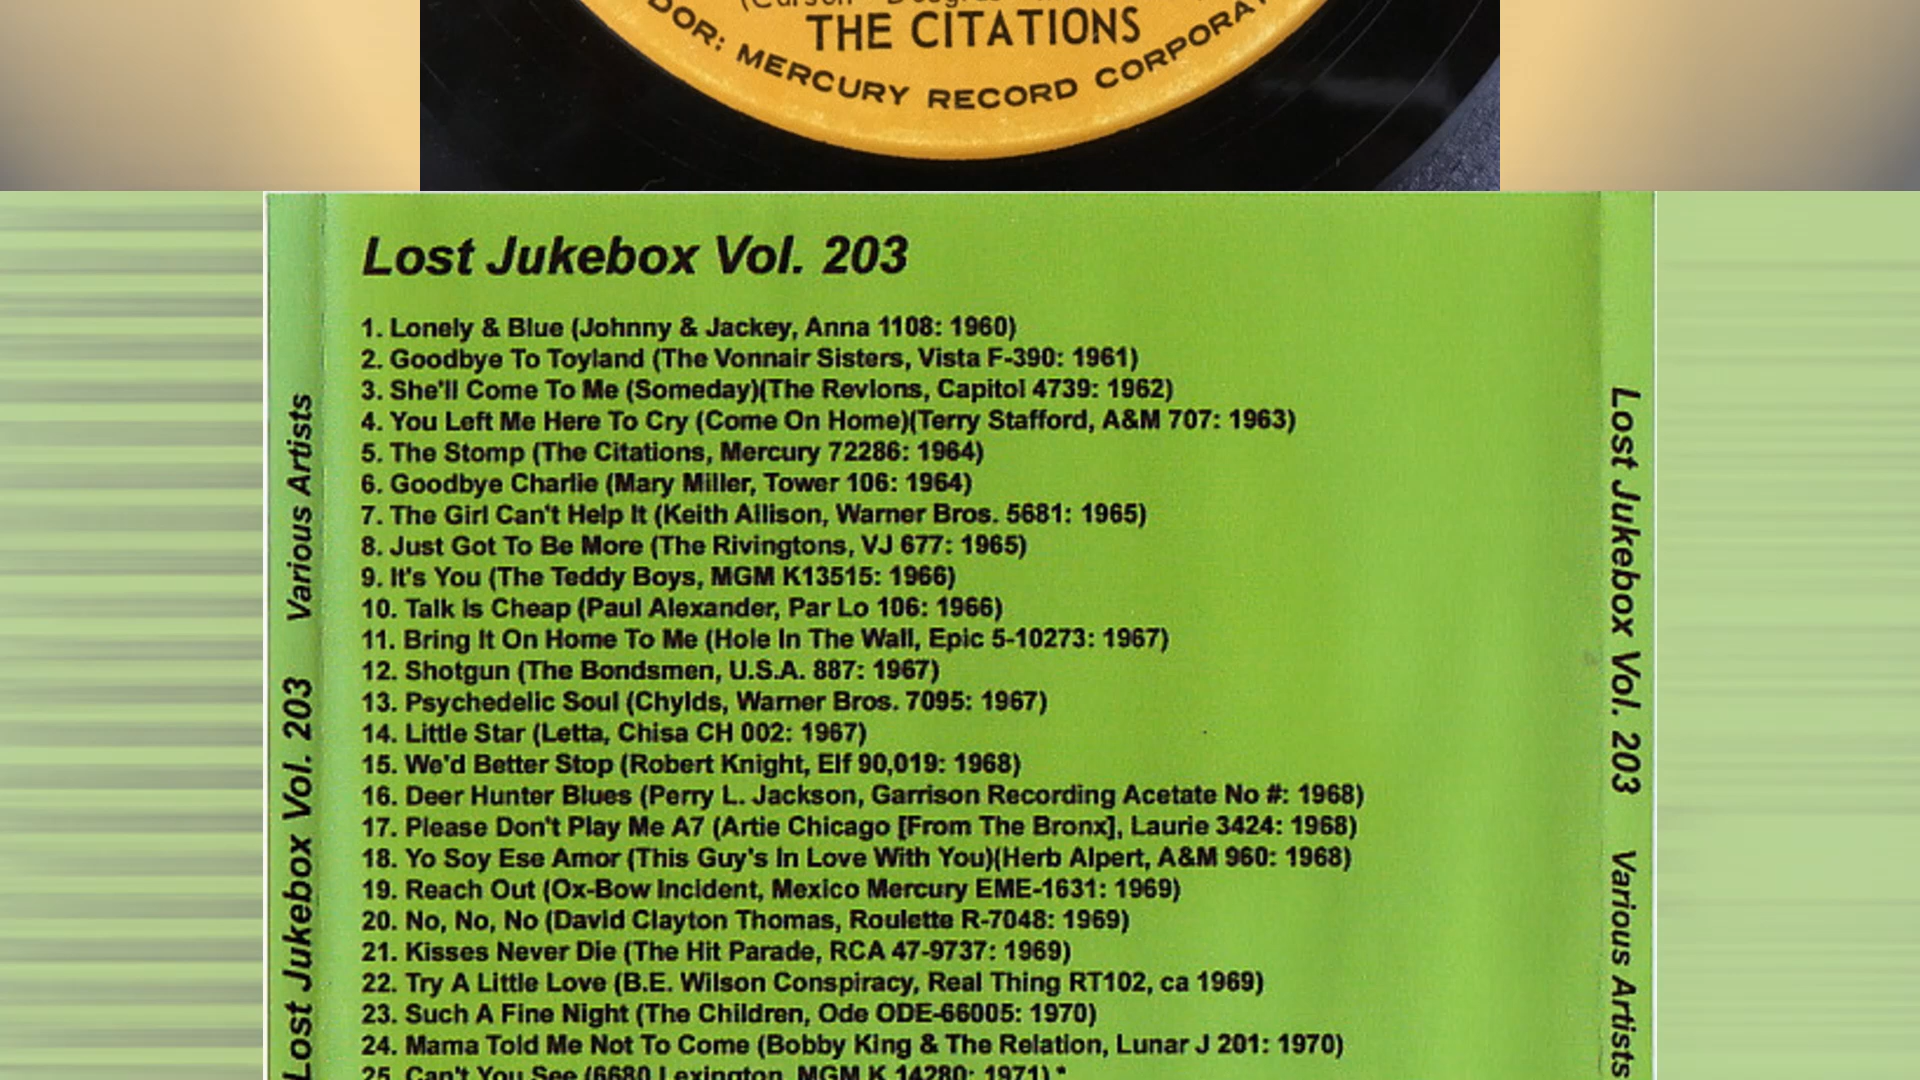 THE CITATIONS
MERCURY RECORD
Lost Jukebox Vol. 203
1. Lonely & Blue (Johnny & Jackey, Anna 1108: 1960)
2. Goodbye To Toyland (The Vonnair Sisters, Vista F-390: 1961)
3. She'll Come To Me (Someday)(The Revlons, Capitol 4739: 1962)
4. You Left Me Here To Cry (Come On Home)(Terry Stafford, A&M 707: 1963)
5. The Stomp (The Citations, Mercury 72286: 1964)
6. Goodbye Charlie (Mary Miller, Tower 106: 1964)
7. The Girl Can't Help It (Keith Allison, Warner Bros. 5681: 1965)
8. Just Got To Be More (The Rivingtons, VJ 677: 1965)
9. It's You (The Teddy Boys, MGM K13515: 1966)
10. Talk Is Cheap (Paul Alexander, Par Lo 106: 1966)
11. Bring It On Home To Me (Hole In The Wall, Epic 5-10273: 1967)
12. Shotgun (The Bondsmen, U.S.A. 887: 1967)
13. Psychedelic Soul (Chylds, Warner Bros. 7095: 1967)
14. Little Star (Letta, Chisa CH 002: 1967)
15. We'd Better Stop (Robert Knight, Elf 90,019: 1968)
16. Deer Hunter Blues (Perry L. Jackson, Garrison Recording Acetate No #: 1968)
17. Please Don't Play Me A7 (Artie Chicago [From The Bronx], Laurie 3424: 1968)
18. Yo Soy Ese Amor (This Guy's In Love With You)(Herb Alpert, A&M 960: 1968)
19. Reach Out (Ox-Bow Incident, Mexico Mercury EME-1631: 1969)
20. No, No, No (David Clayton Thomas, Roulette R-7048: 1969)
21. Kisses Never Die (The Hit Parade, RCA 47-9737: 1969)
22. Try A Little Love (B.E. Wilson Conspiracy, Real Thing RT102, ca 1969)
23. Such A Fine Night (The Children, Ode ODE-66005: 1970)
24. Mama Told Me Not To Come (Bobby King & The Relation, Lunar J 201: 1970)
25. Can't You See (6680 Lexington, MGM K 14280: 1971) *
Lost Jukebox Vol. 203 Various Artists
Lost Jukebox Vol. 203 Various Artists